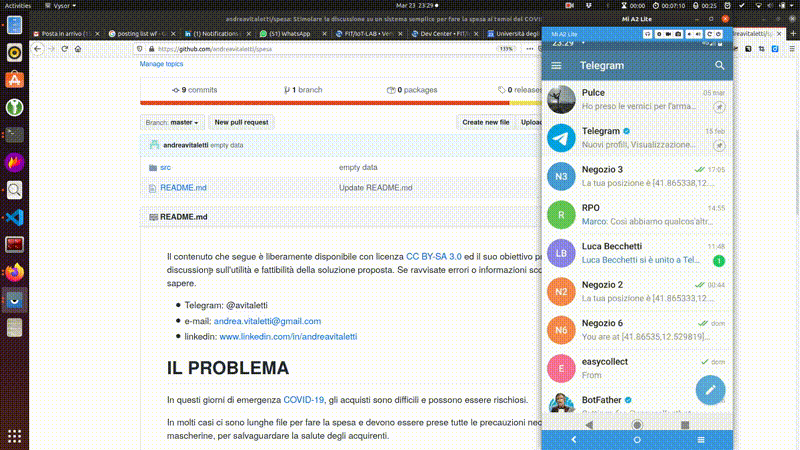 Activities
Vysor
Mar 23 23:29
00:00
00:07:10
00:25
andreavitaletti/spesa: Stimolare la discussione su un sistema semplice per fare la spesa ai tempi del COVI
Mi A2 Lite
Posta in arrivo (1
posting list wf - U
(1) Notifications
(51) WhatsApp
FIT/IoT-LAB • Ver
Dev Center • FIT
Università deg
https://github.com/andreavitaletti/spesa
133%
Manage topics
9 commits
1 branch
0 packages
0 releases
Branch: master
New pull request
Create new file
andreavitaletti empty data
src
empty data
README.md
Update README.md
README.md
Il contenuto che segue è liberamente disponibile con licenza CC BY-SA 3.0 ed il suo obiettivo
discussione sull'utilità e fattibilità della soluzione proposta. Se ravvisate errori o informazioni
sapere.
Telegram: @avitaletti
e-mail: andrea.vitaletti@gmail.com
linkedin: www.linkedin.com/in/andreavitaletti
IL PROBLEMA
In questi giorni di emergenza COVID-19, gli acquisti sono difficili e possono essere rischiosi.
In molti casi ci sono lunghe file per fare la spesa e devono essere prese tutte le precauzioni
mascherine, per salvaguardare la salute degli acquirenti.
Mi A2 Lite
23:29
Telegram
Pulce
05 mar
Ho preso le vernici per l'arma...
Telegram
15 feb
Nuovi profili, Visualizzazione...
Negozio 3
17:05
La tua posizione è [41.865338,12...
RPO
14:55
Marco: Così abbiamo qualcos'altr...
Luca Becchetti
11:48
Luca Becchetti si è unito a Tel...
1
Negozio 2
00:44
La tua posizione è [41.865333,12...
Negozio 6
dom
You are at [41.86535,12.529819]...
easycollect
dom
From
BotFather
N3
R
LB
N2
N6
E